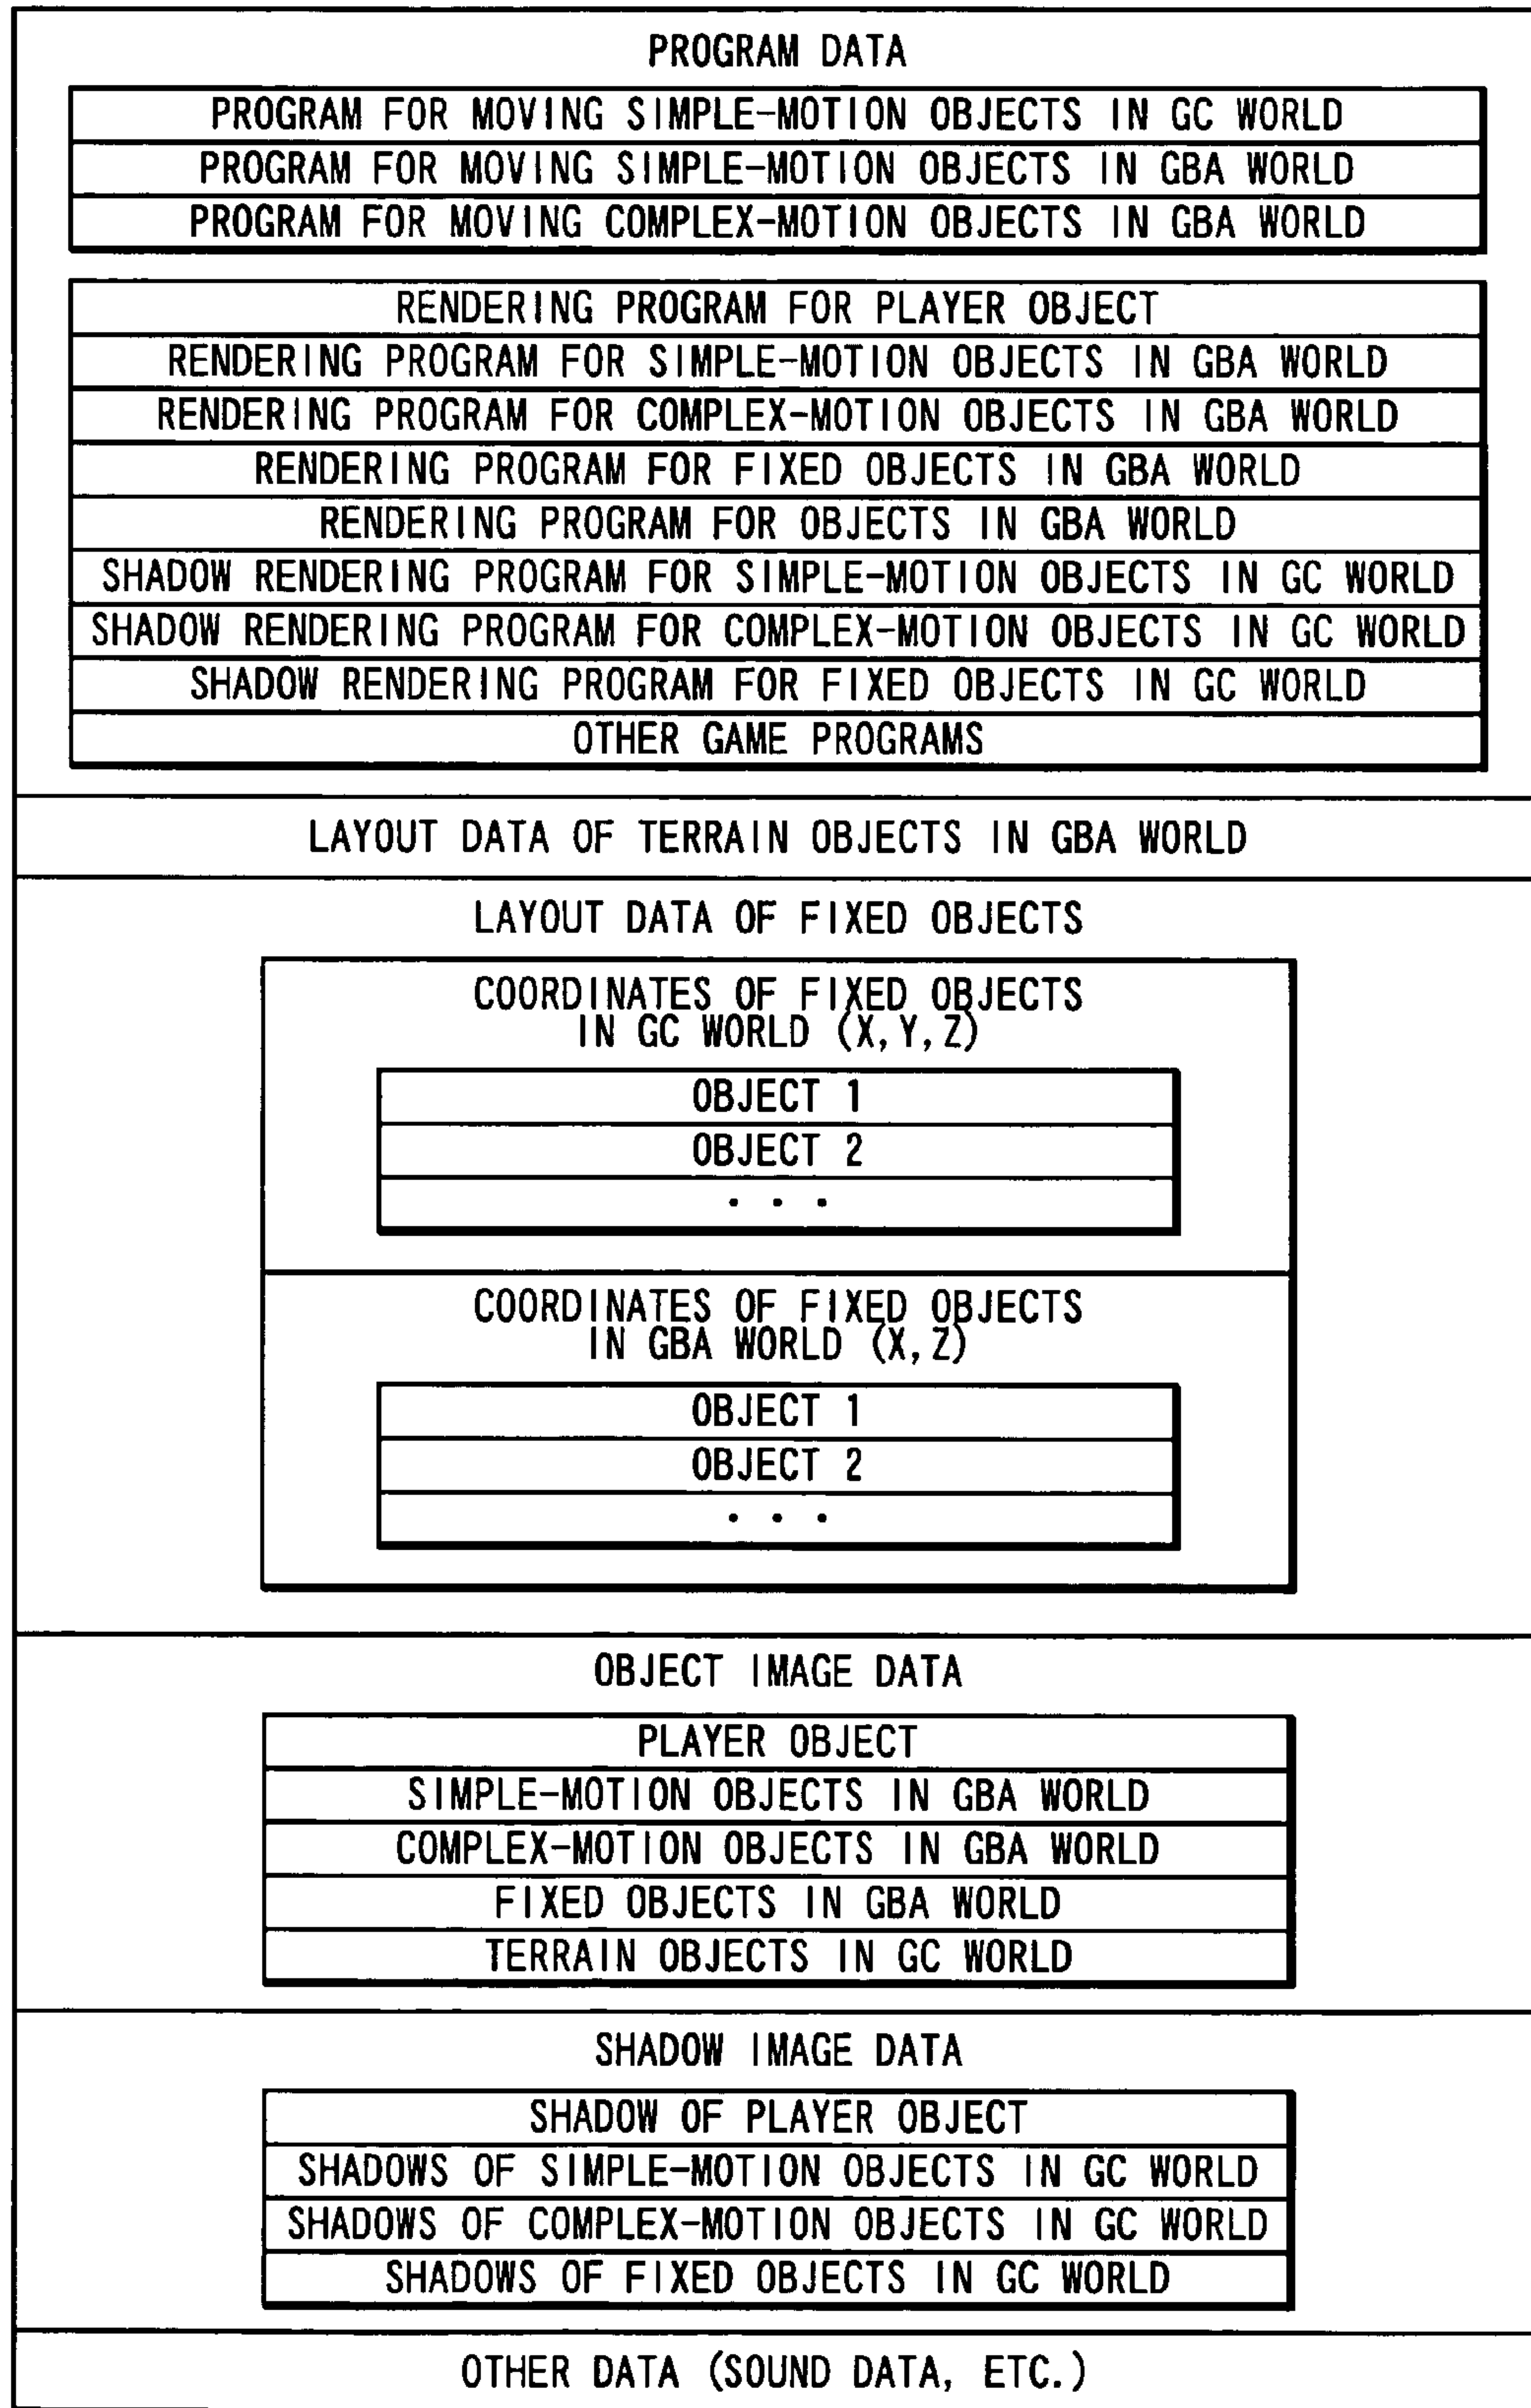 PROGRAM DATA
PROGRAM FOR MOVING SIMPLE-MOTION OBJECTS IN GC WORLD
PROGRAM FOR MOVING SIMPLE-MOTION OBJECTS IN GBA WORLD
PROGRAM FOR MOVING COMPLEX-MOTION OBJECTS IN GBA WORLD
RENDERING PROGRAM FOR PLAYER OBJECT
RENDERING PROGRAM FOR SIMPLE-MOTION OBJECTS IN GBA WORLD
RENDERING PROGRAM FOR COMPLEX-MOTION OBJECTS IN GBA WORLD
RENDERING PROGRAM FOR FIXED OBJECTS IN GBA WORLD
RENDERING PROGRAM FOR OBJECTS IN GBA WORLD
SHADOW RENDERING PROGRAM FOR SIMPLE-MOTION OBJECTS IN GC WORLD
SHADOW RENDERING PROGRAM FOR COMPLEX-MOTION OBJECTS IN GC WORLD
SHADOW RENDERING PROGRAM FOR FIXED OBJECTS IN GC WORLD
OTHER GAME PROGRAMS
LAYOUT DATA OF TERRAIN OBJECTS IN GBA WORLD
LAYOUT DATA OF FIXED OBJECTS
COORDINATES OF FIXED OBJECTS
IN GC WORLD (X, Y, Z)
OBJECT 1
OBJECT 2
· · ·
COORDINATES OF FIXED OBJECTS
IN GBA WORLD (X, Z)
OBJECT 1
OBJECT 2
· · ·
OBJECT IMAGE DATA
PLAYER OBJECT
SIMPLE-MOTION OBJECTS IN GBA WORLD
COMPLEX-MOTION OBJECTS IN GBA WORLD
FIXED OBJECTS IN GBA WORLD
TERRAIN OBJECTS IN GC WORLD
SHADOW IMAGE DATA
SHADOW OF PLAYER OBJECT
SHADOWS OF SIMPLE-MOTION OBJECTS IN GC WORLD
SHADOWS OF COMPLEX-MOTION OBJECTS IN GC WORLD
SHADOWS OF FIXED OBJECTS IN GC WORLD
OTHER DATA (SOUND DATA, ETC.)